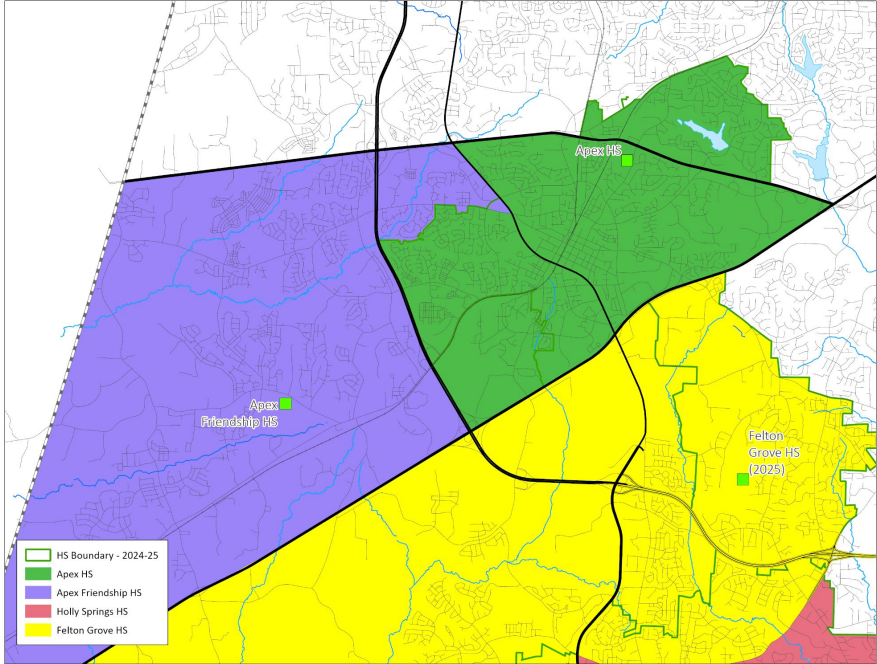 Apex HS
Apex
Friendship HS
Felton
Grove HS
(2025)
HS Boundary - 2024-25
Apex HS
Apex Friendship HS
Holly Springs HS
Felton Grove HS